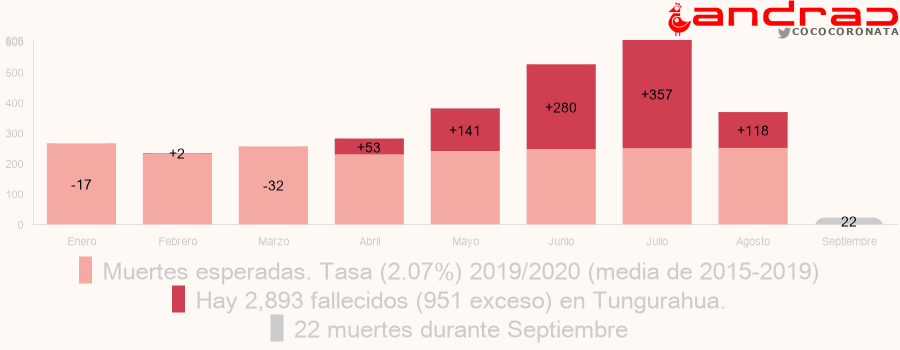 andrab
COCOCORONATA
600
500
400
300
200
100
0
-17
+2
-32
+53
+141
+280
+357
+118
22
Enero
Febrero
Marzo
Abril
Mayo
Junio
Julio
Agosto
Septiembre
Muertes esperadas. Tasa (2.07%) 2019/2020 (media de 2015-2019)
Hay 2,893 fallecidos (951 exceso) en Tungurahua.
22 muertes durante Septiembre